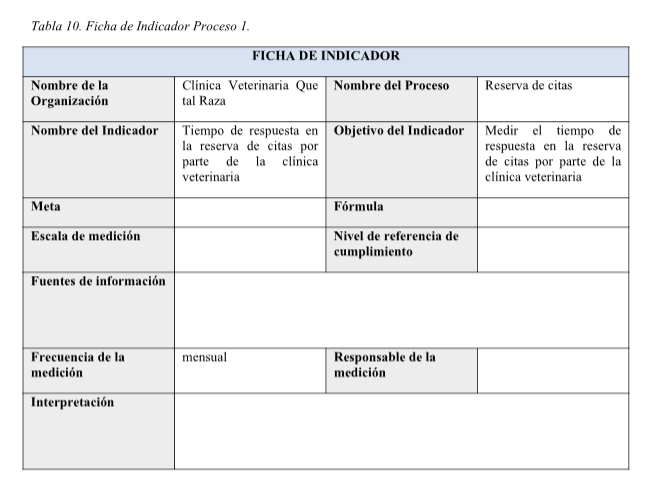 Tabla 10. Ficha de Indicador Proceso 1.
FICHA DE INDICADOR
Nombre de la
Organización
Clínica Veterinaria Que
tal Raza
Nombre del Proceso
Reserva de citas
Nombre del Indicador
Tiempo de respuesta en
la reserva de citas por
parte de la clínica
veterinaria
Objetivo del Indicador
Medir el tiempo de
respuesta en la reserva
de citas por parte de la
clínica veterinaria
Meta
Fórmula
Escala de medición
Nivel de referencia de
cumplimiento
Fuentes de información
Frecuencia de la
medición
mensual
Responsable de la
medición
Interpretación